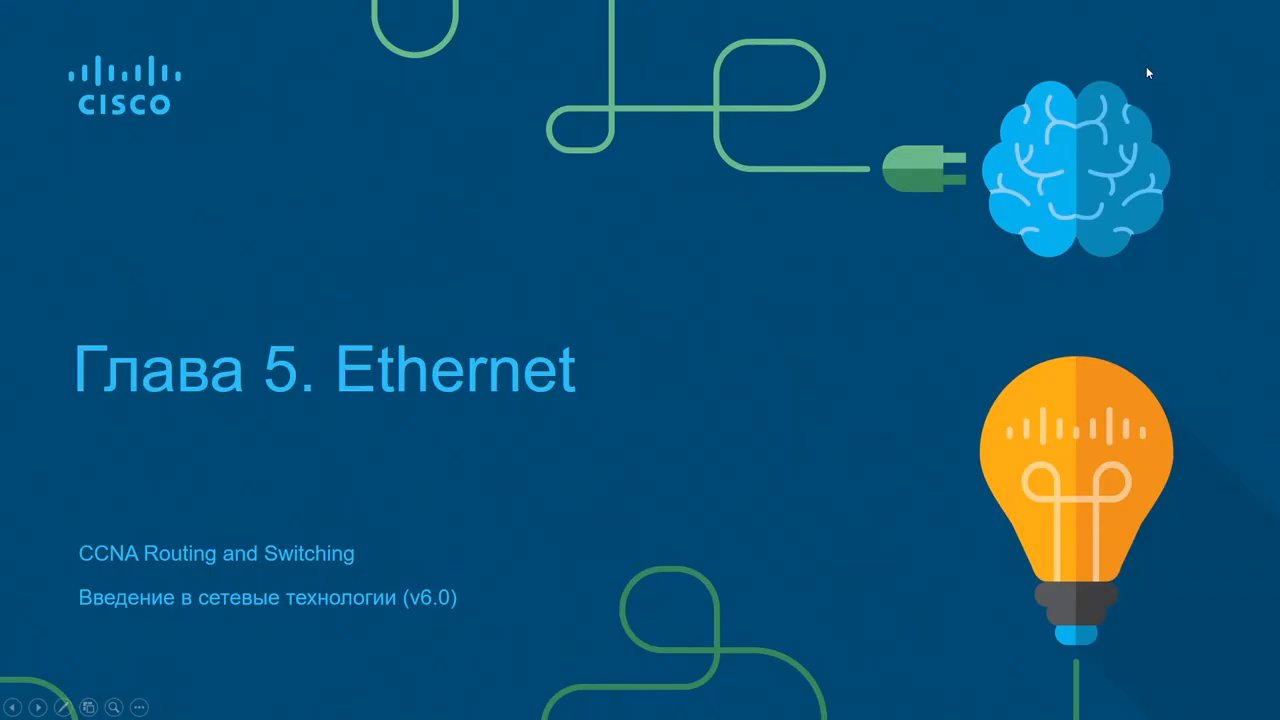 CISCO
Глава 5. Ethernet
CCNA Routing and Switching
Введение в сетевые технологии (v6.0)